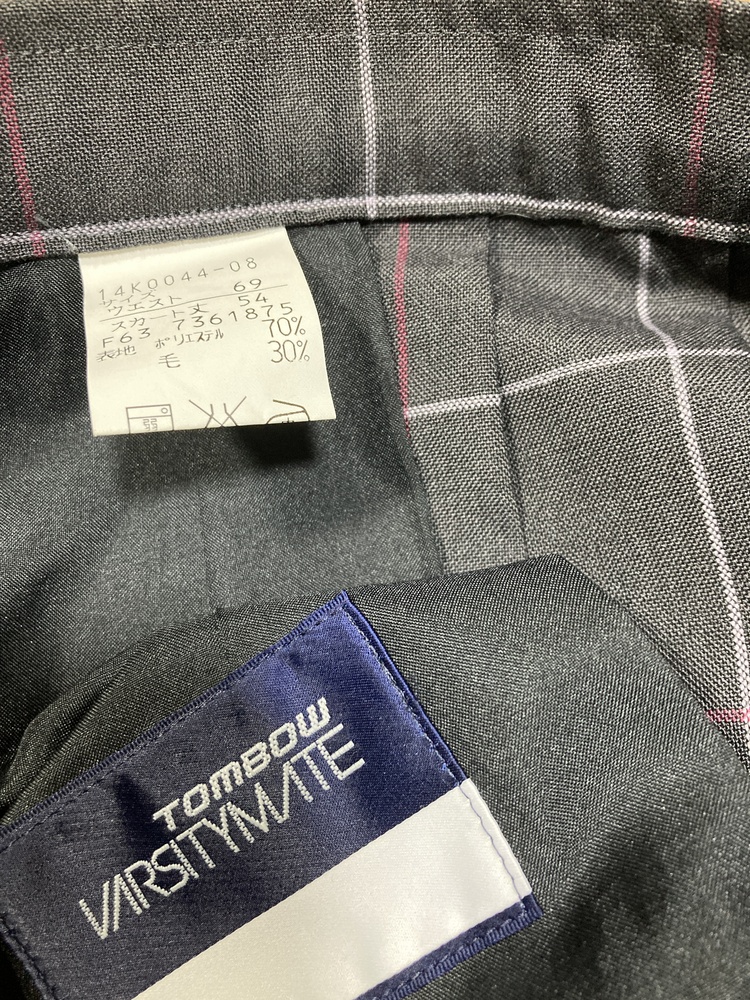 14K0044-08
サイズ
ウエスト 69
スカート丈 54
F63 7361875
表地 ポリエステル 70%
毛 30%
TOMBOW
VARSITYMATE